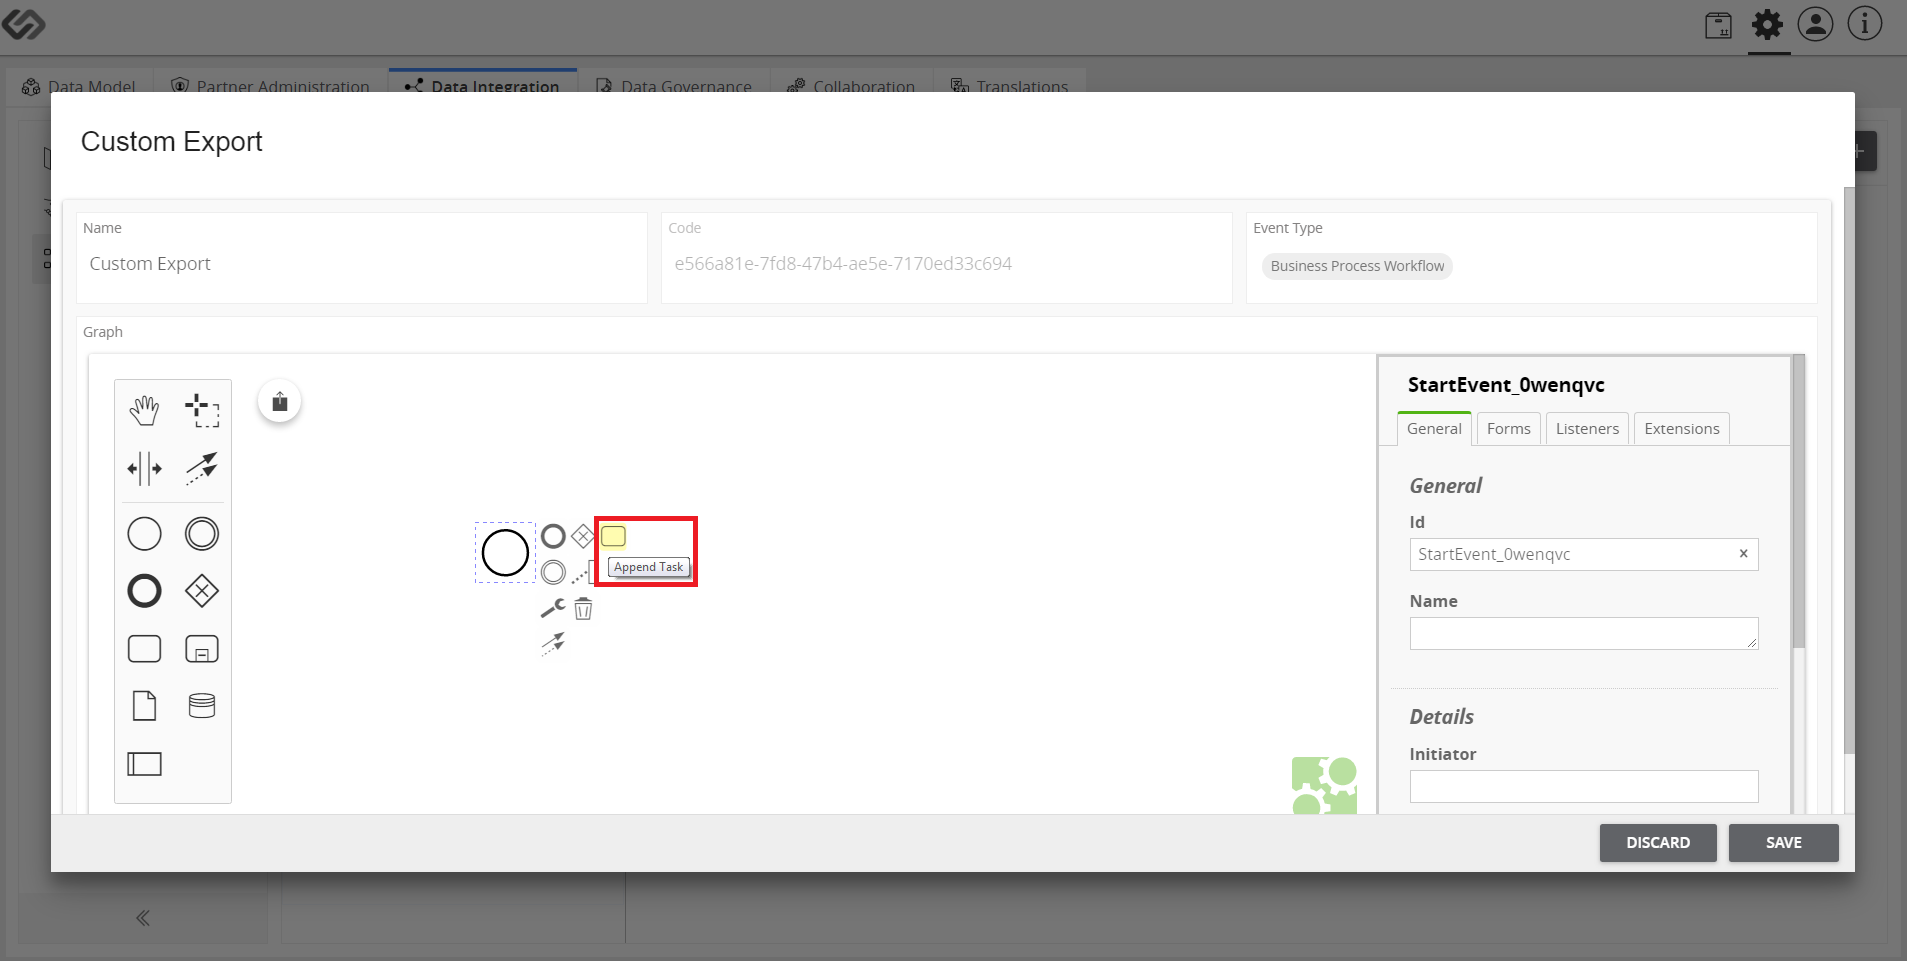 Data Model
Partner Administration
Data Integration
Data Governance
Collaboration
Translations
Custom Export
Name
Custom Export
Code
e566a81e-7fd8-47b4-ae5e-7170ed33c694
Event Type
Business Process Workflow
Graph
Append Task
StartEvent_0wenqvc
General
Forms
Listeners
Extensions
General
Id
StartEvent_0wenqvc
Name
Details
Initiator
DISCARD
SAVE